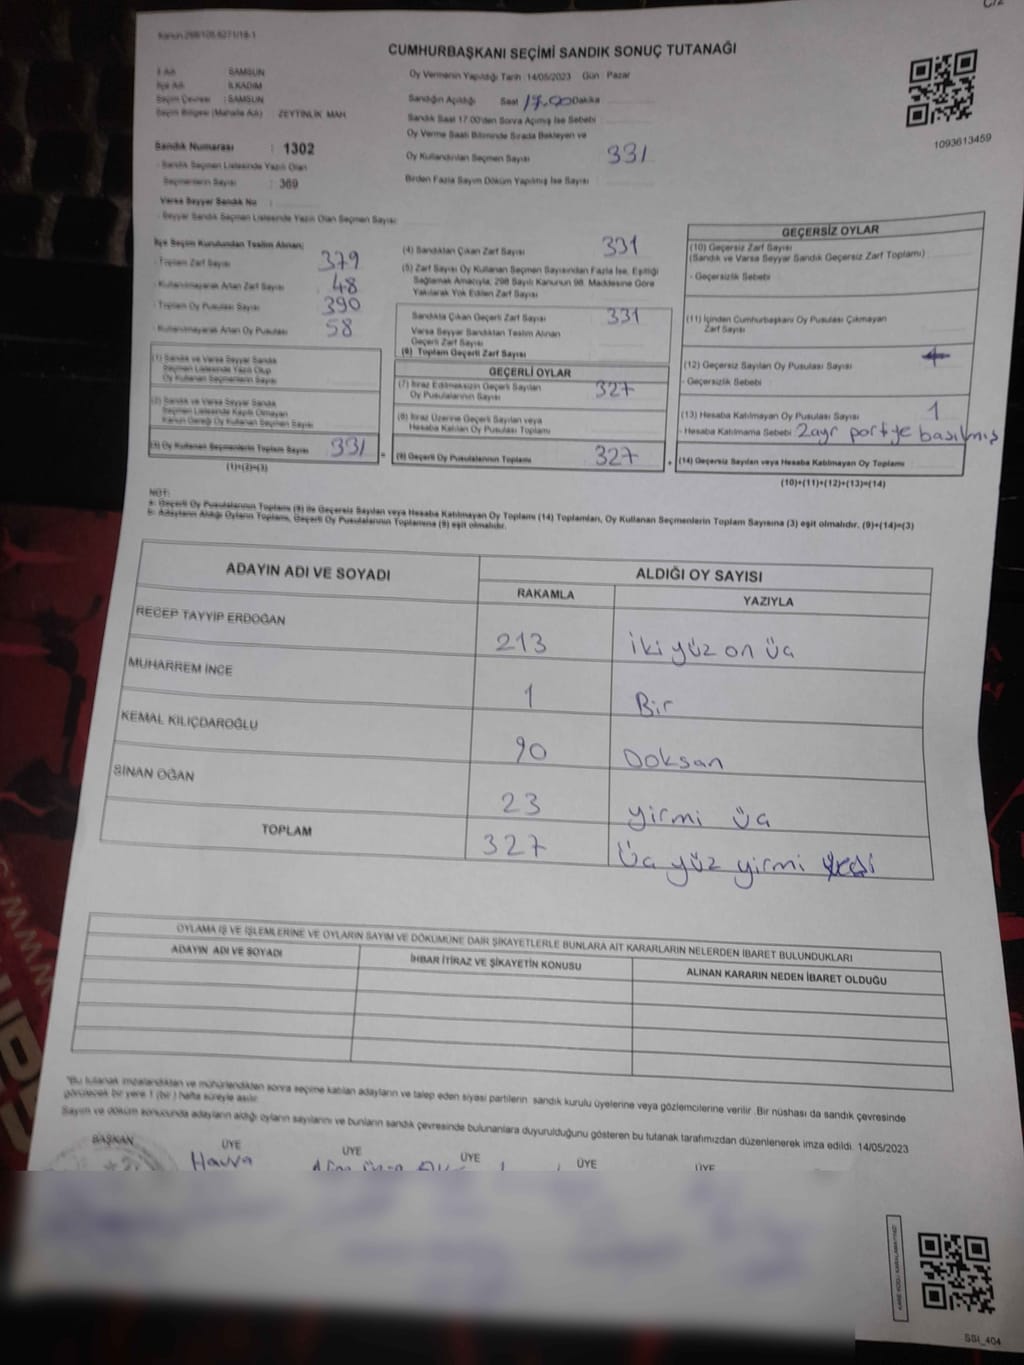 Kanun:298/105.6271/18-1
CUMHURBAŞKANI SEÇİMİ SANDIK SONUÇ TUTANAĞI
İl Adı : SAMSUN
İlçe Adı : İLKADIM
Seçim Çevresi : SAMSUN
Seçim Bölgesi (Mahalle Adı) : ZEYTİNLİK MAH
Sandık Numarası : 1302
- Sandık Seçmen Listesinde Yazılı Olan
Seçmenlerin Sayısı : 369
Varsa Seyyar Sandık No :
- Seyyar Sandık Seçmen Listesinde Yazılı Olan Seçmen Sayısı:
Oy Vermenin Yapıldığı Tarih : 14/05/2023 Gün : Pazar
Sandığın Açıldığı Saat 17.00 Dakika
Sandık Saat 17:00'den Sonra Açılmış İse Sebebi :
Oy Verme Saati Bitiminde Sırada Bekleyen ve
Oy Kullandırılan Seçmen Sayısı : 331
Birden Fazla Sayım Döküm Yapılmış İse Sayısı :
1093613459
İlçe Seçim Kurulundan Teslim Alınan;
- Toplam Zarf Sayısı : 379
- Kullanılmayarak Artan Zarf Sayısı : 48
- Toplam Oy Pusulası Sayısı : 390
- Kullanılmayarak Artan Oy Pusulası : 58
(1) Sandık ve Varsa Seyyar Sandık
Seçmen Listesinde Yazılı Olup
Oy Kullanan Seçmenlerin Sayısı
(2) Sandık ve Varsa Seyyar Sandık
Seçmen Listesinde Kayıtlı Olmayan
Kanun Gereği Oy Kullanan Seçmen Sayısı
(3) Oy Kullanan Seçmenlerin Toplam Sayısı 331
(1)+(2)=(3)
(4) Sandıktan Çıkan Zarf Sayısı : 331
(5) Zarf Sayısı Oy Kullanan Seçmen Sayısından Fazla İse, Eşitliği
Sağlamak Amacıyla; 298 Sayılı Kanunun 98. Maddesine Göre
Yakılarak Yok Edilen Zarf Sayısı
Sandıkta Çıkan Geçerli Zarf Sayısı : 331
Varsa Seyyar Sandıktan Teslim Alınan
Geçerli Zarf Sayısı
(6) Toplam Geçerli Zarf Sayısı
GEÇERLİ OYLAR
(7) İtiraz Edilmeksizin Geçerli Sayılan
Oy Pusulalarının Sayısı : 327
(8) İtiraz Üzerine Geçerli Sayılan veya
Hesaba Katılan Oy Pusulaları Toplamı
(9) Geçerli Oy Pusulalarının Toplamı 327
GEÇERSİZ OYLAR
(10) Geçersiz Zarf Sayısı
(Sandık ve Varsa Seyyar Sandık Geçersiz Zarf Toplamı) :
- Geçersizlik Sebebi :
(11) İçinden Cumhurbaşkanı Oy Pusulası Çıkmayan
Zarf Sayısı
(12) Geçersiz Sayılan Oy Pusulası Sayısı :
- Geçersizlik Sebebi :
(13) Hesaba Katılmayan Oy Pusulası Sayısı : 1
- Hesaba Katılmama Sebebi : 2 ayr portye basılmış
(14) Geçersiz Sayılan veya Hesaba Katılmayan Oy Toplamı :
(10)+(11)+(12)+(13)=(14)
NOT:
a- Geçerli Oy Pusulalarının Toplamı (9) ile Geçersiz Sayılan veya Hesaba Katılmayan Oy Toplamı (14) Toplamları, Oy Kullanan Seçmenlerin Toplam Sayısına (3) eşit olmalıdır. (9)+(14)=(3)
b- Adayların Aldığı Oyların Toplamı, Geçerli Oy Pusulalarının Toplamına (9) eşit olmalıdır.
ADAYIN ADI VE SOYADI ALDIĞI OY SAYISI
RAKAMLA YAZIYLA
RECEP TAYYİP ERDOĞAN 213 iki yüz on üç
MUHARREM İNCE 1 Bir
KEMAL KILIÇDAROĞLU 90 Doksan
SİNAN OĞAN 23 yirmi üç
TOPLAM 327 üç yüz yirmi yedi
OYLAMA İŞ VE İŞLEMLERİNE VE OYLARIN SAYIM VE DÖKÜMÜNE DAİR ŞİKAYETLERLE BUNLARA AİT KARARLARIN NELERDEN İBARET BULUNDUKLARI
ADAYIN ADI VE SOYADI İHBAR İTİRAZ VE ŞİKAYETİN KONUSU ALINAN KARARIN NEDEN İBARET OLDUĞU
"Bu tutanak imzalandıktan ve mühürlendikten sonra seçime katılan adayların ve talep eden siyasi partilerin sandık kurulu üyelerine veya gözlemcilerine verilir. Bir nüshası da sandık çevresinde
görülecek bir yere 1 (bir) hafta süreyle asılır.
Sayım ve döküm sonucunda adayların aldığı oyların sayılarını ve bunların sandık çevresinde bulunanlara duyurulduğunu gösteren bu tutanak tarafımızdan düzenlenerek imza edildi. 14/05/2023
BAŞKAN ÜYE ÜYE ÜYE ÜYE ÜYE
Havva
SSI_404